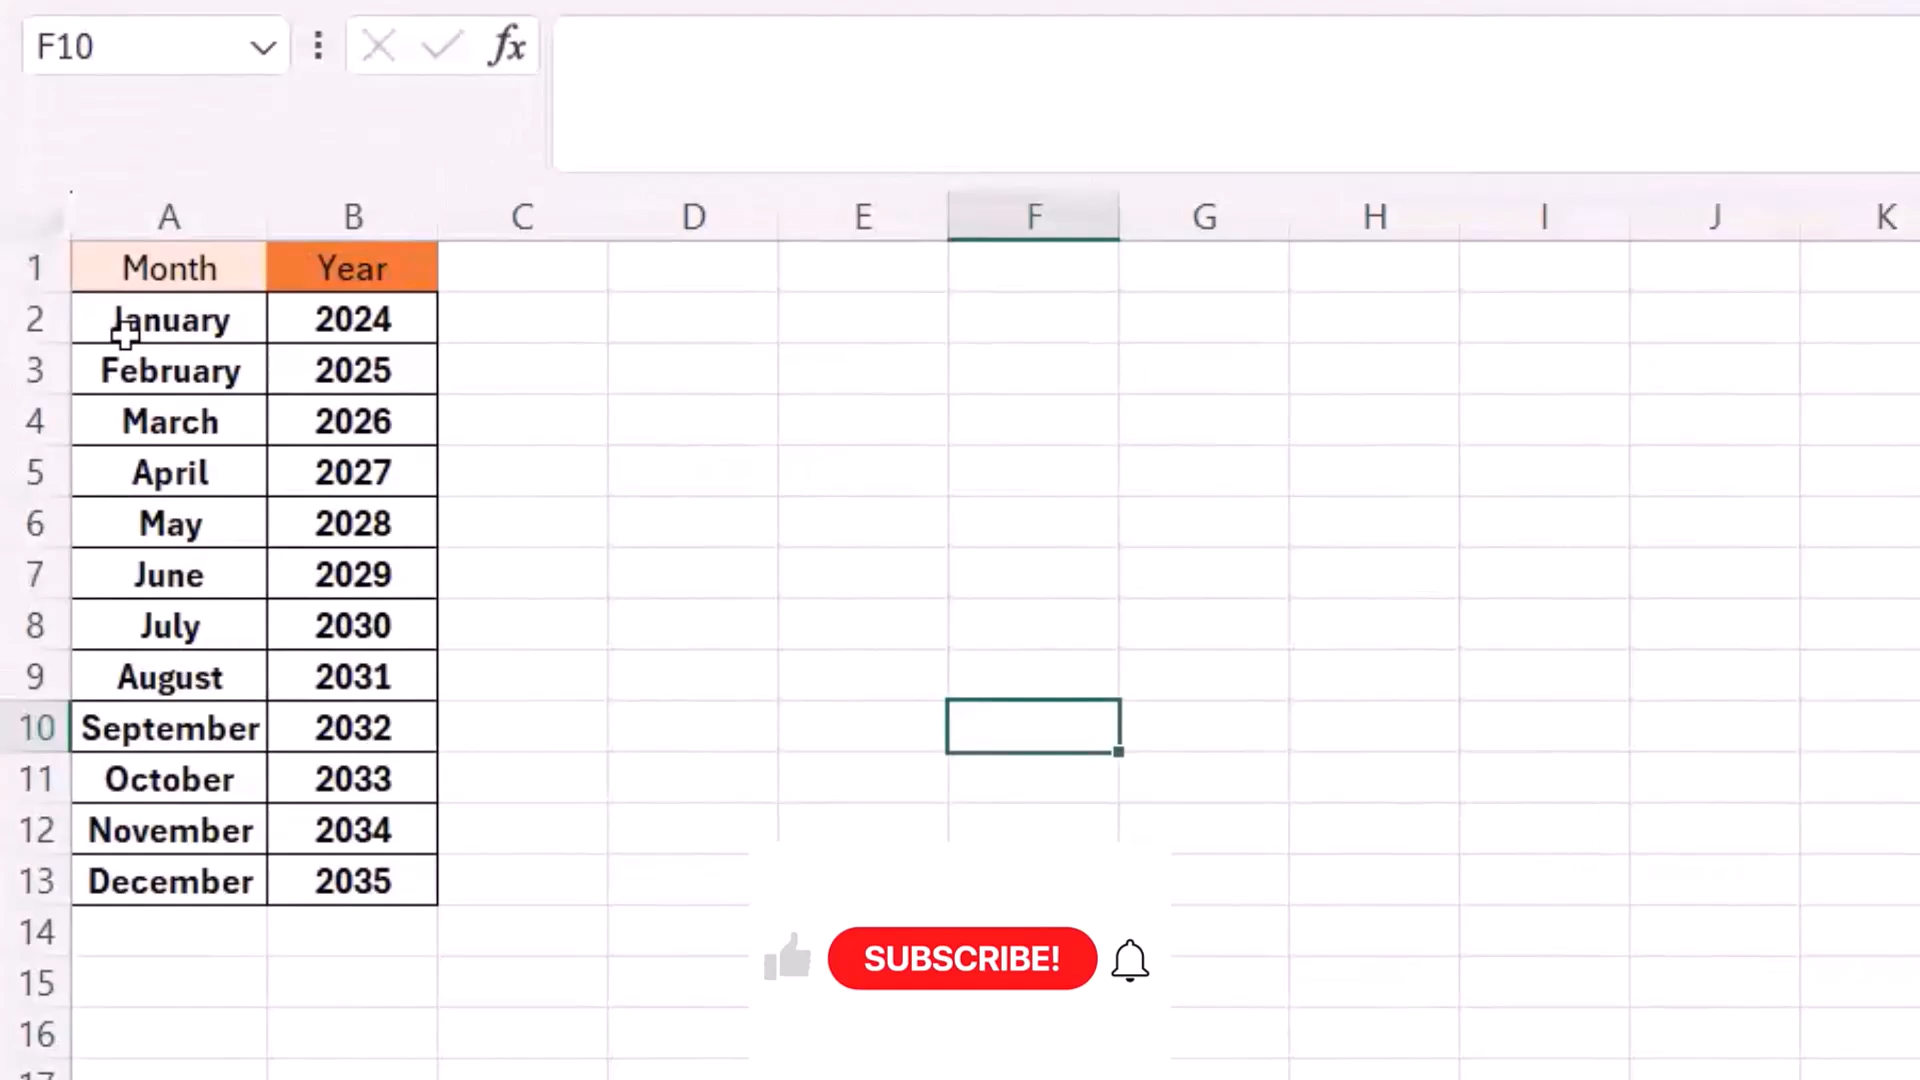 F10
fx
A B C D E F G H I J K
1 Month Year
2 January 2024
3 February 2025
4 March 2026
5 April 2027
6 May 2028
7 June 2029
8 July 2030
9 August 2031
10 September 2032
11 October 2033
12 November 2034
13 December 2035
14
SUBSCRIBE!
15
16
17